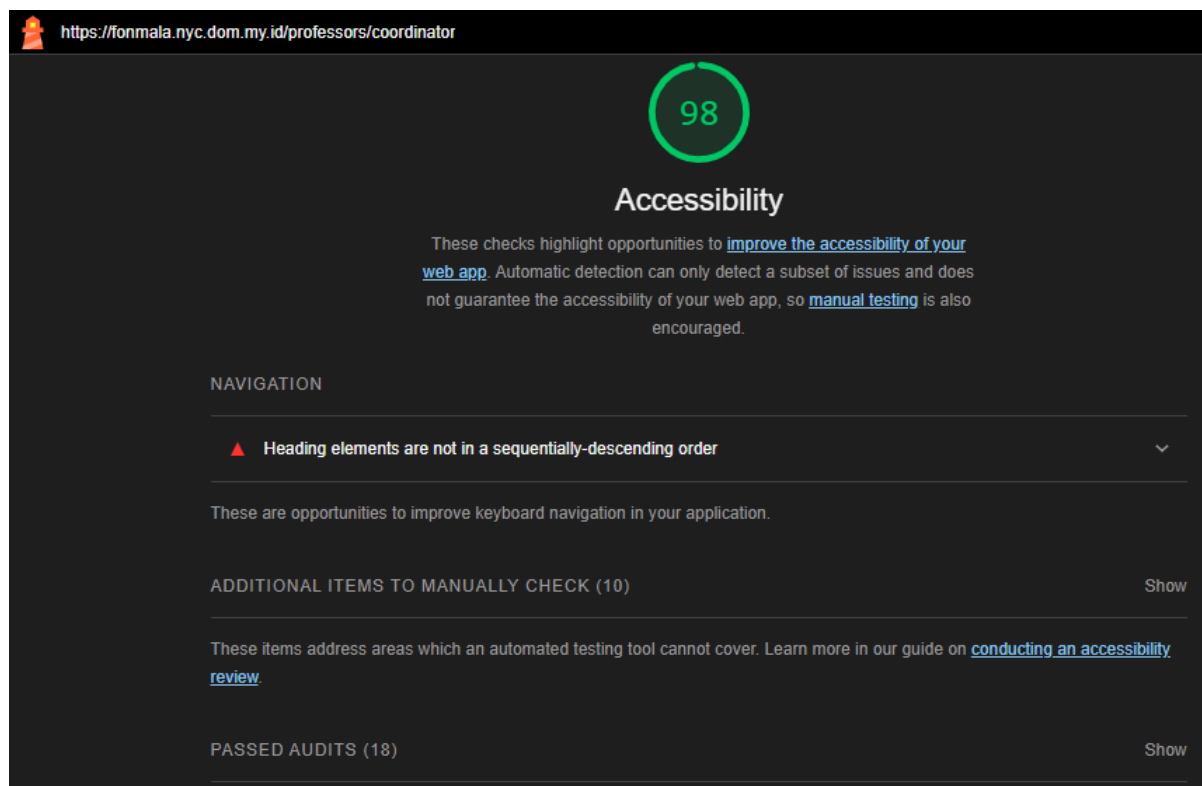 https://fonmala.nyc.dom.my.id/professors/coordinator
98
Accessibility
These checks highlight opportunities to improve the accessibility of your
web app. Automatic detection can only detect a subset of issues and does
not guarantee the accessibility of your web app, so manual testing is also
encouraged.
NAVIGATION
Heading elements are not in a sequentially-descending order
These are opportunities to improve keyboard navigation in your application.
ADDITIONAL ITEMS TO MANUALLY CHECK (10) Show
These items address areas which an automated testing tool cannot cover. Learn more in our guide on conducting an accessibility
review.
PASSED AUDITS (18) Show